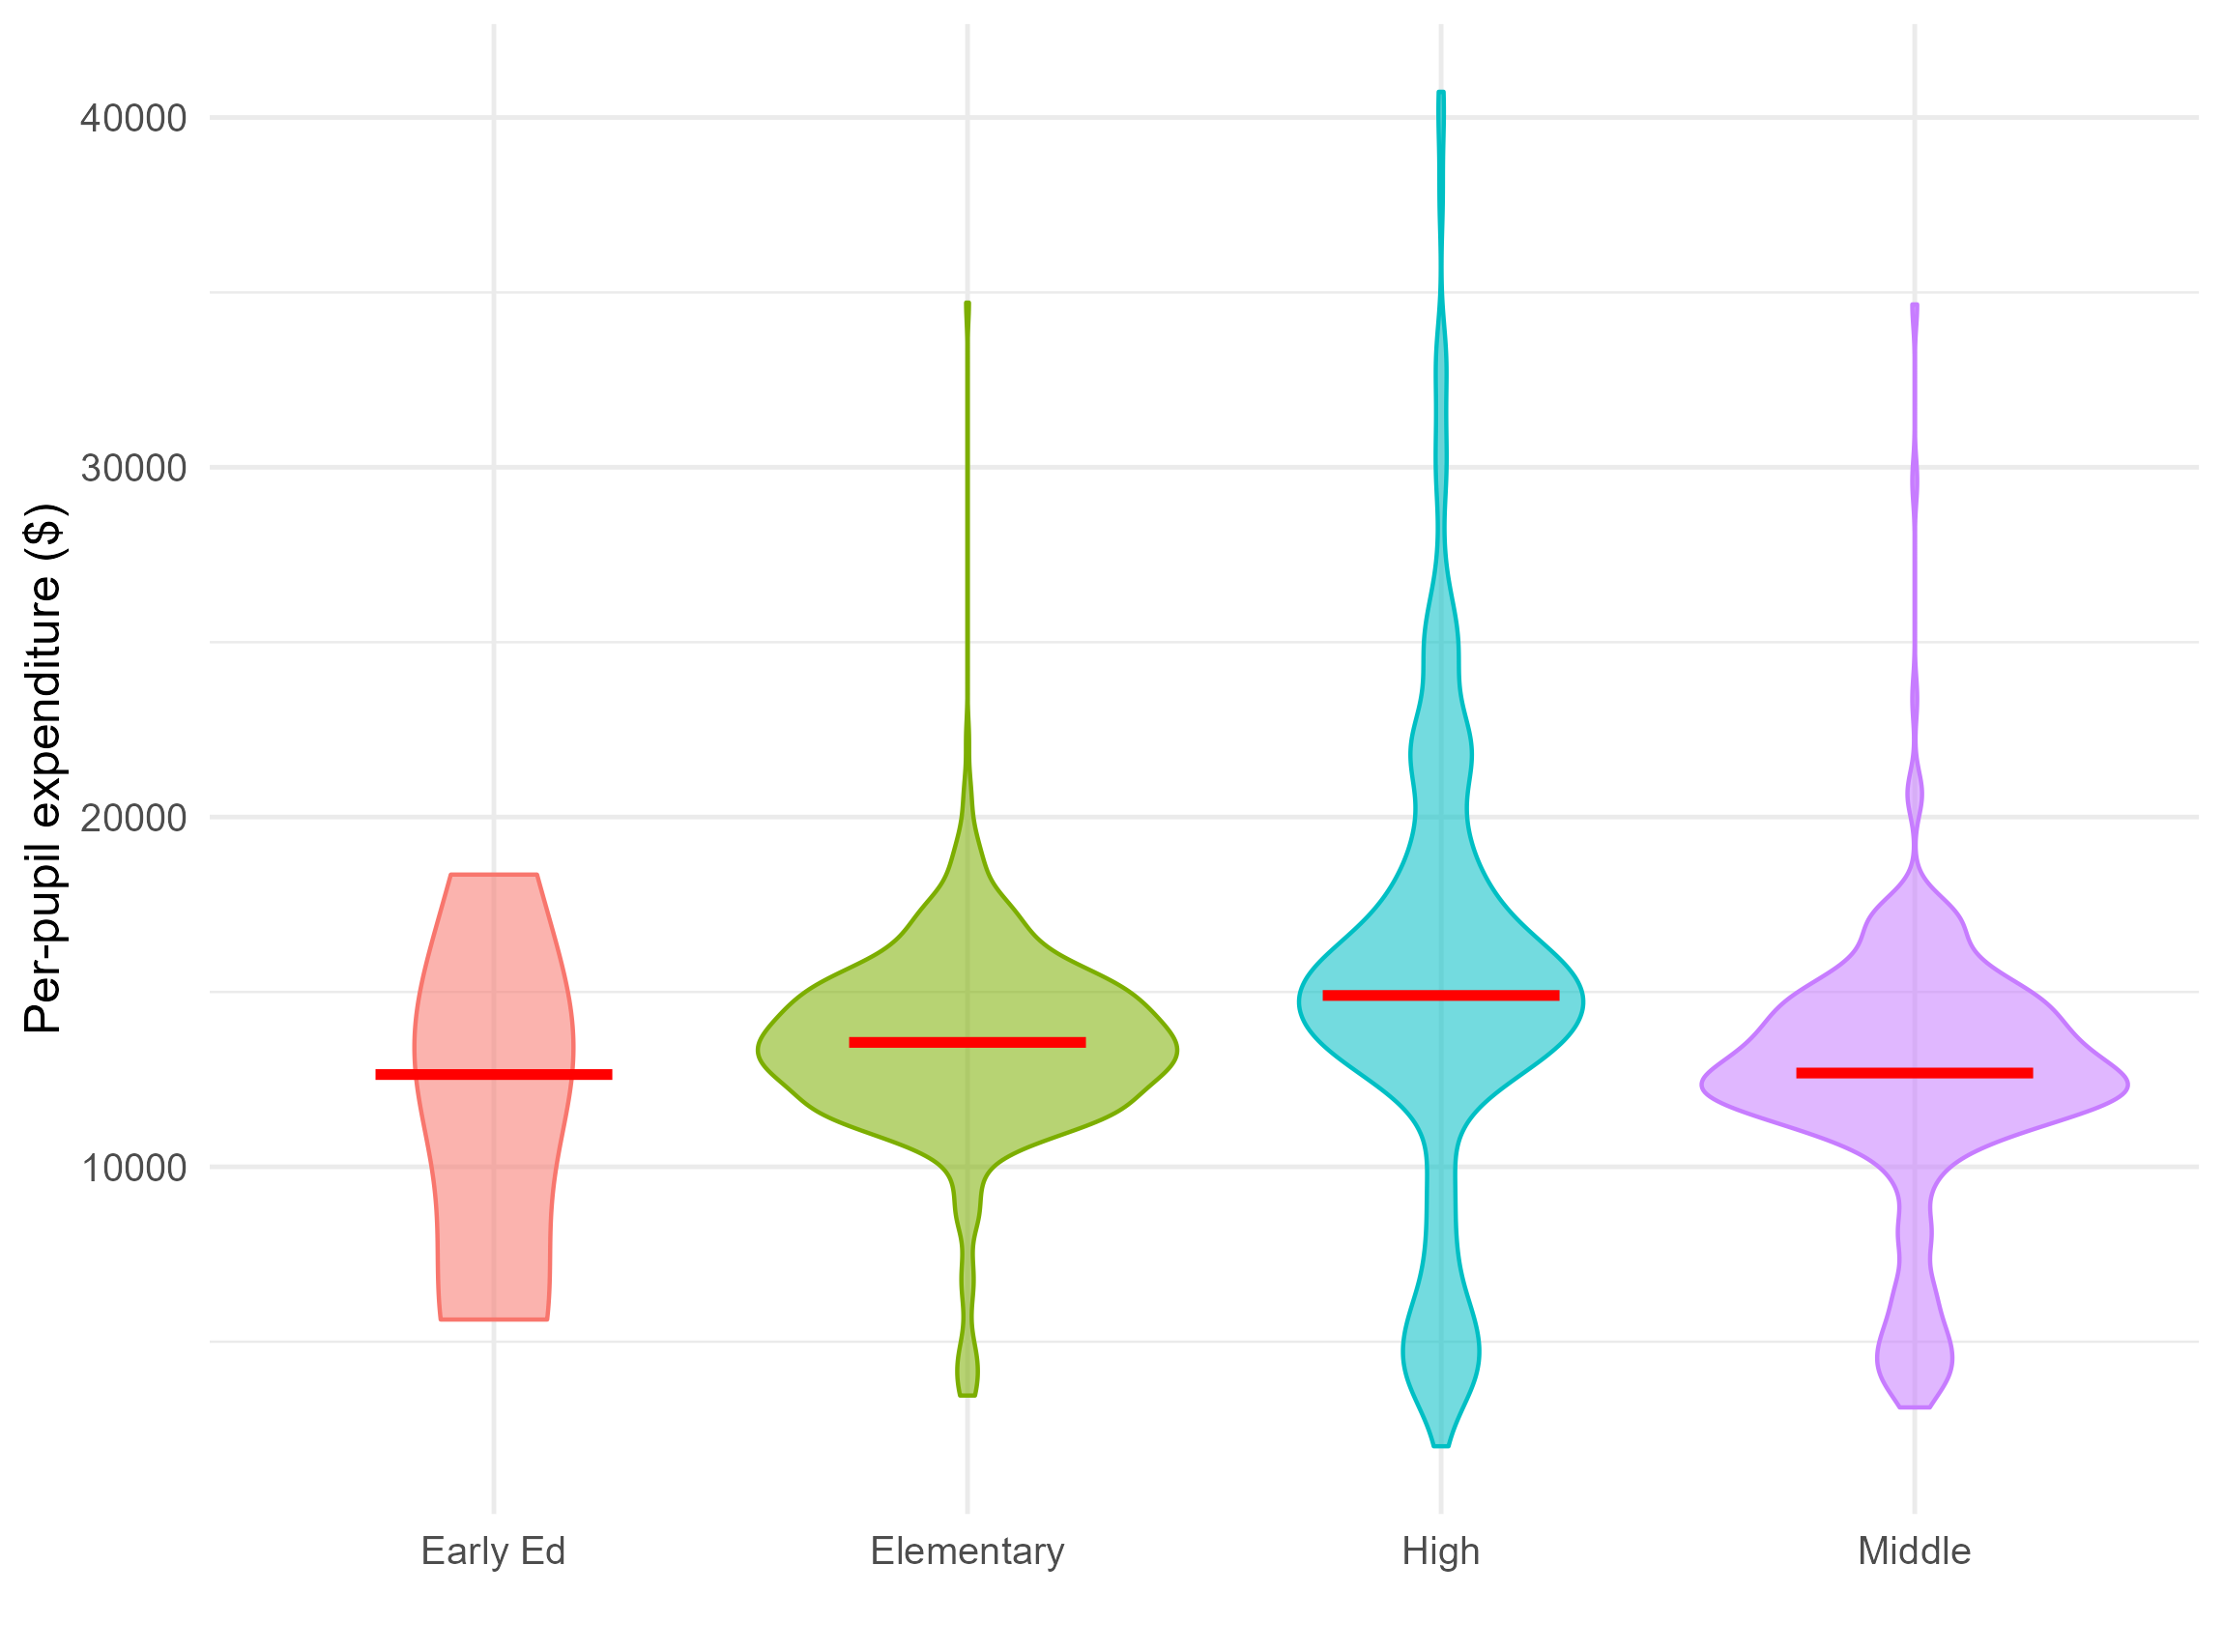 Per-pupil expenditure ($)
40000
30000
20000
10000
Early Ed
Elementary
High
Middle